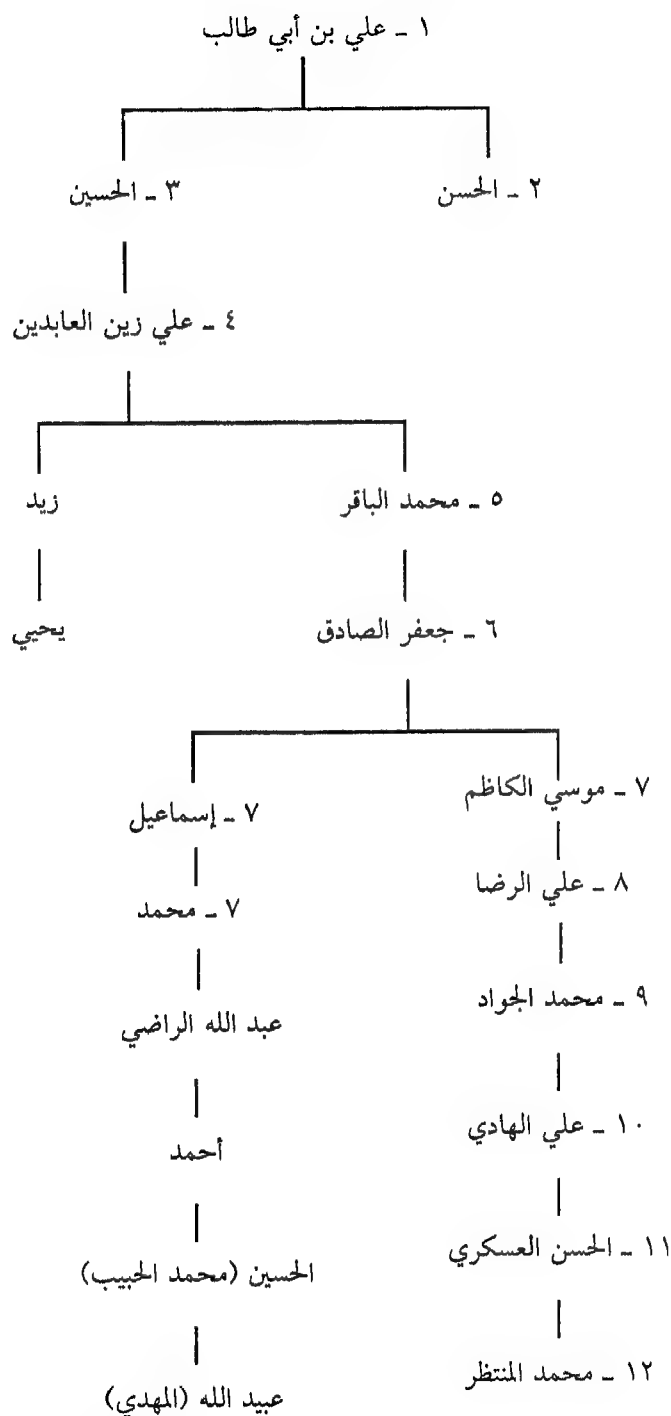 ١ ـ علي بن أبي طالب
٢ ـ الحسن
٣ ـ الحسين
٤ ـ علي زين العابدين
٥ ـ محمد الباقر
زيد
٦ ـ جعفر الصادق
يحيي
٧ ـ موسي الكاظم
٧ ـ إسماعيل
٨ ـ علي الرضا
٧ ـ محمد
٩ ـ محمد الجواد
عبد الله الراضي
١٠ ـ علي الهادي
أحمد
١١ ـ الحسن العسكري
الحسين (محمد الحبيب)
١٢ ـ محمد المنتظر
عبيد الله (المهدي)